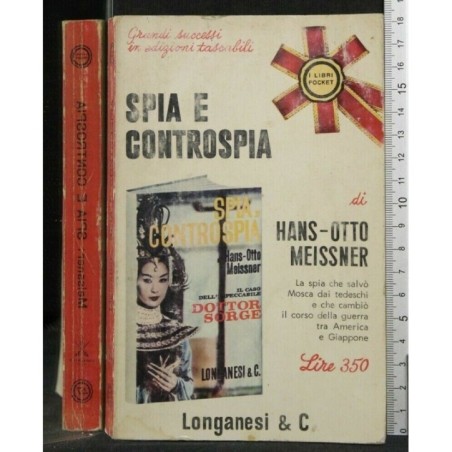 Grandi successi
in edizioni tascabili
I LIBRI
POCKET
SPIA E
CONTROSPIA
di
HANS-OTTO
MEISSNER
La spia che salvò
Mosca dai tedeschi
e che cambiò
il corso della guerra
tra America
e Giappone
Lire 350
SPIA E
CONTROSPIA
Hans-Otto
Meissner
IL CASO
DELL'IMPECCABILE
DOTTOR
SORGE
LONGANESI & C.
Longanesi & C
Meissner SPIA E CONTROSPIA